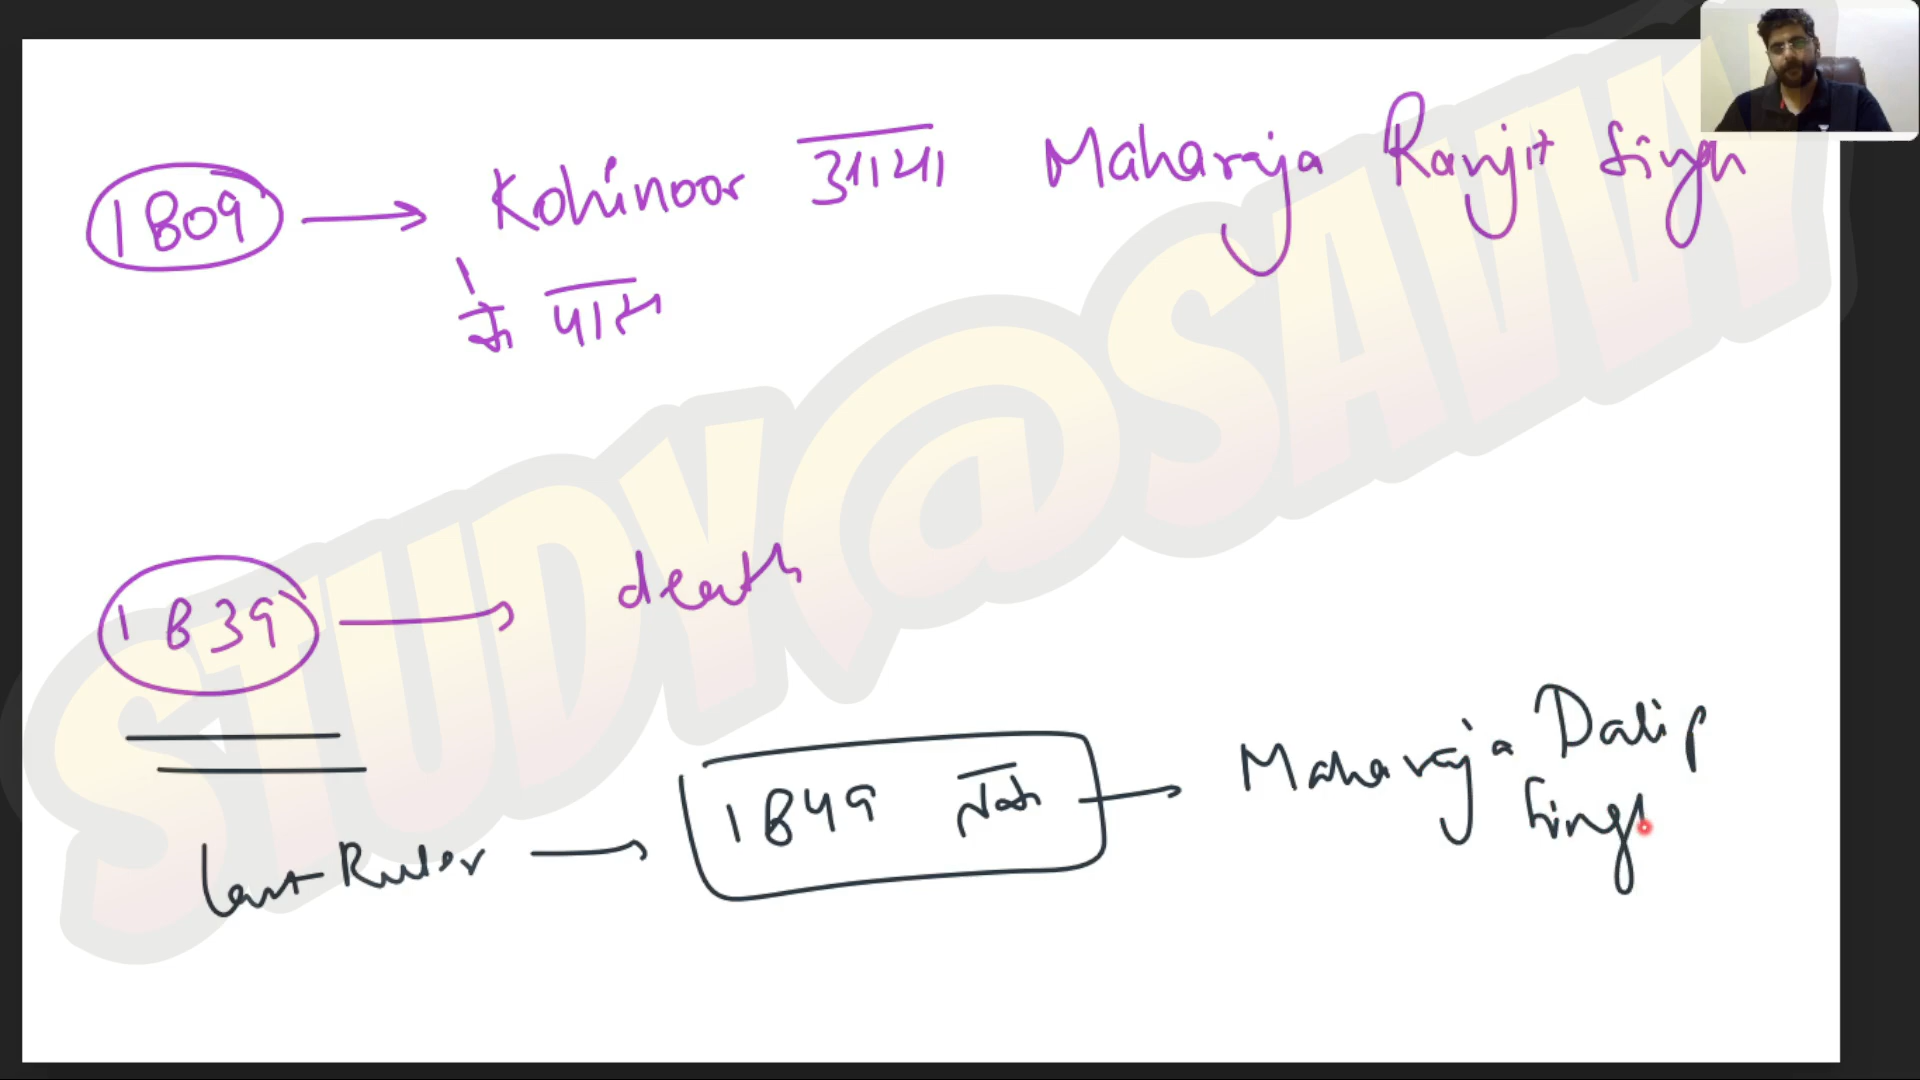 1809 → Kohinoor आया Maharaja Ranjit Singh
के पास
1839 → death
Last Ruler → 1849 तक → Maharaja Dalip
Singh
STUDY@SAVVY